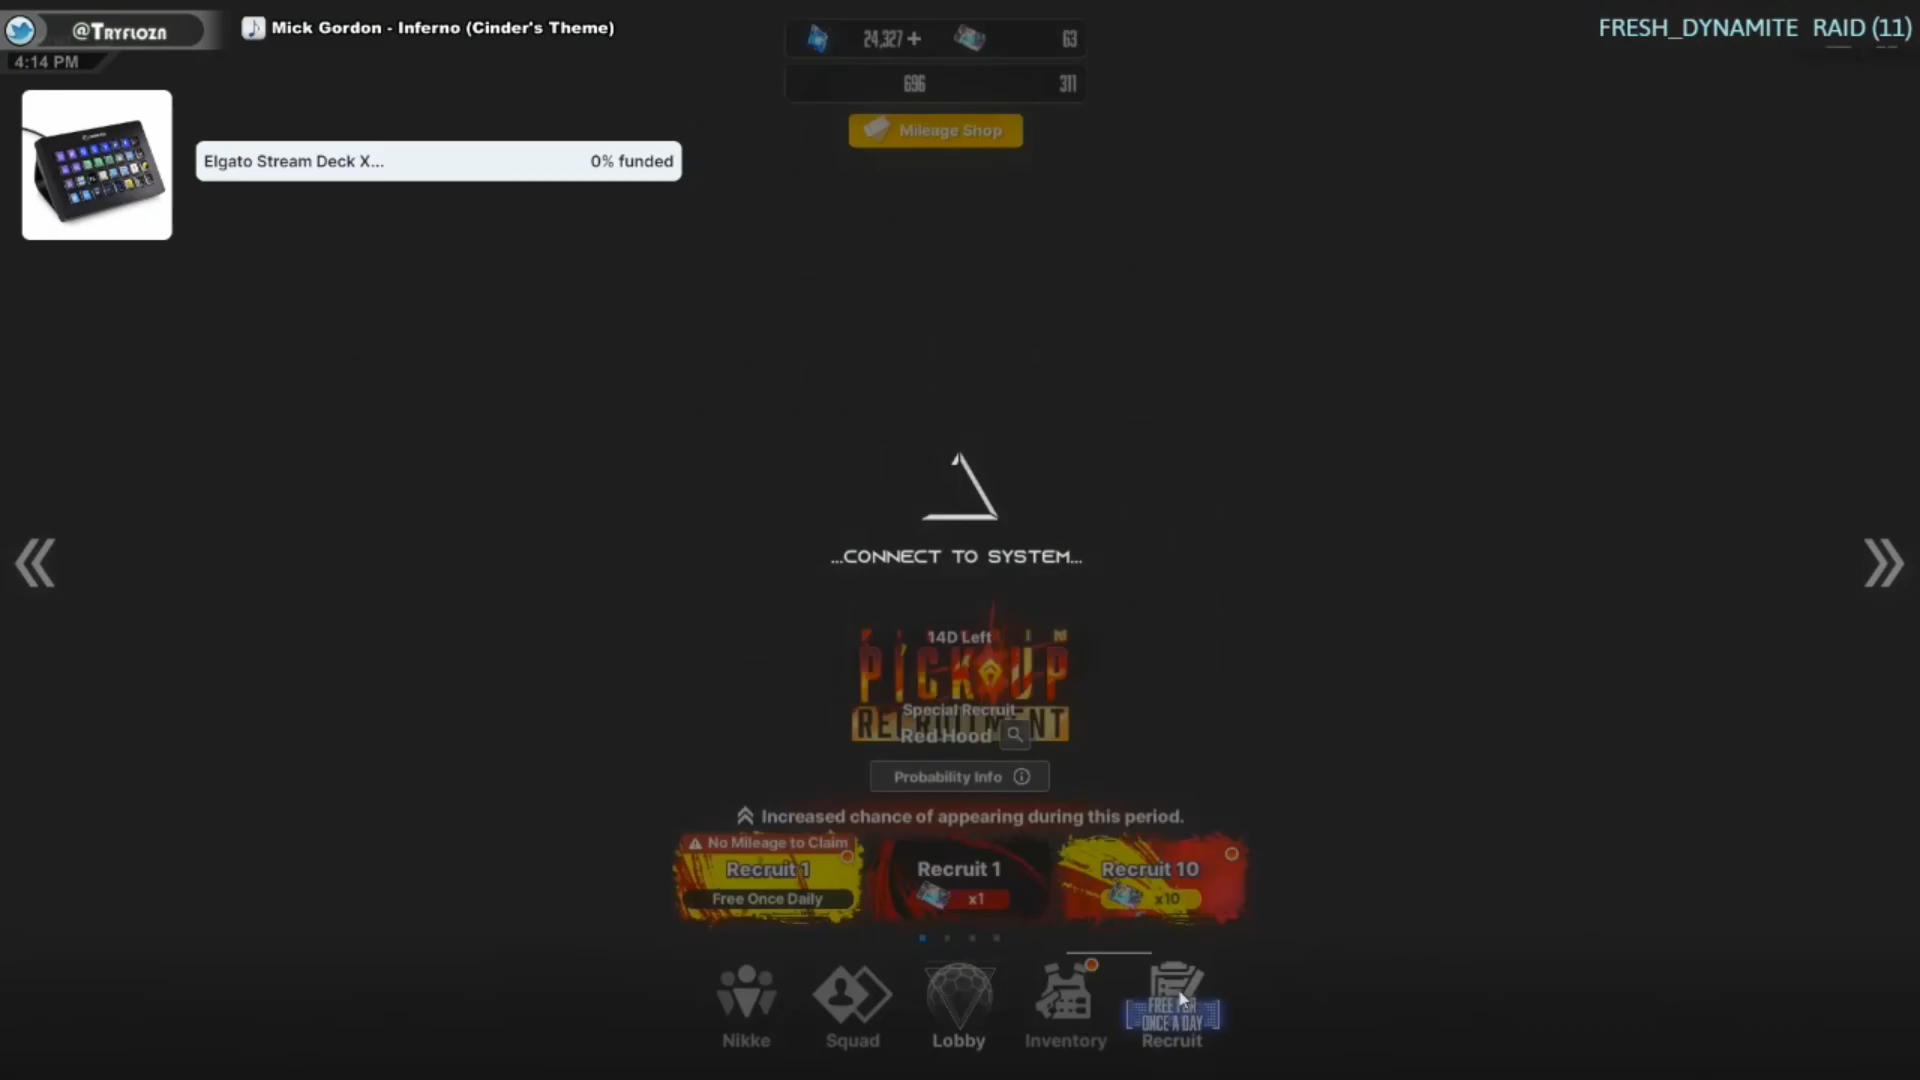 @Tryflozn
Mick Gordon - Inferno (Cinder's Theme)
FRESH_DYNAMITE RAID (11)
4:14 PM
24,327 +
63
696
311
Mileage Shop
Elgato Stream Deck X...
0% funded
...CONNECT TO SYSTEM...
14D Left
PICK UP
RECRUITMENT
Special Recruit
Red Hood
Probability Info
Increased chance of appearing during this period.
No Mileage to Claim
Recruit 1
Free Once Daily
Recruit 1
x1
Recruit 10
x10
FREE FOR
ONCE A DAY
Nikke
Squad
Lobby
Inventory
Recruit